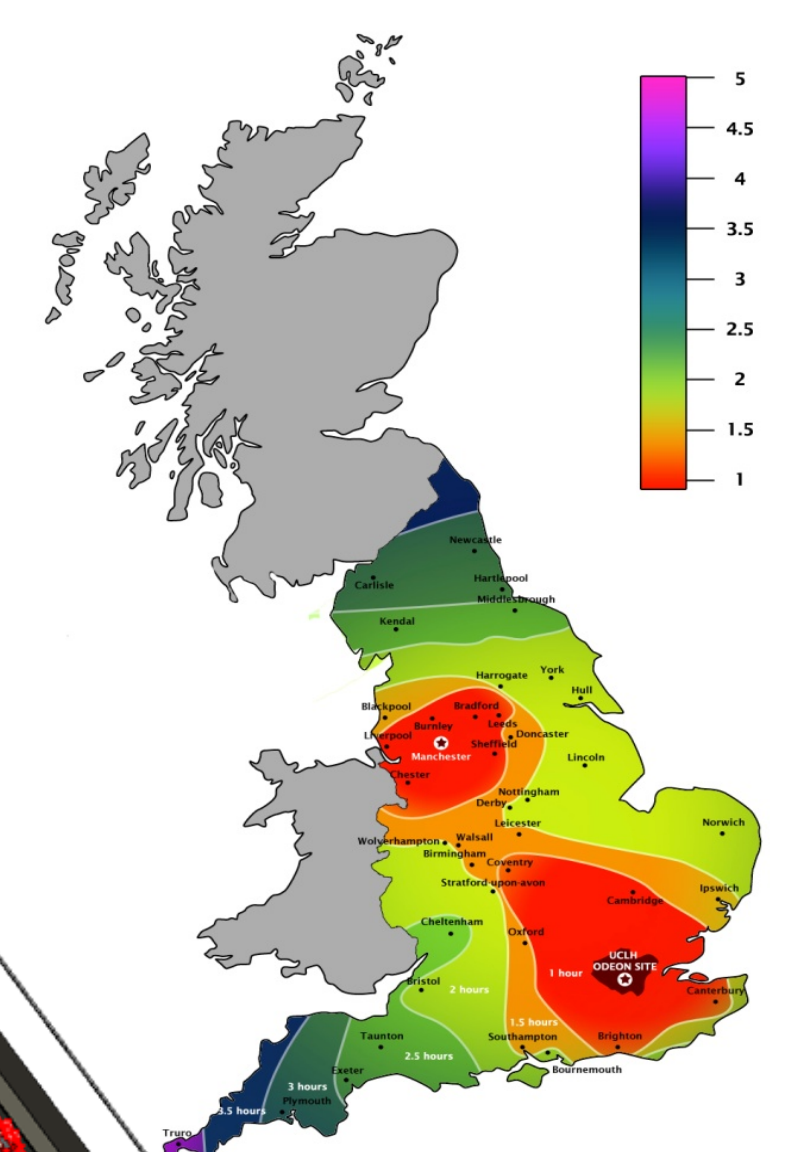 5
4.5
4
3.5
3
2.5
2
1.5
1
Newcastle
Carlisle
Hartlepool
Middlesbrough
Kendal
Harrogate
York
Hull
Blackpool
Bradford
Burnley
Leeds
Liverpool
Doncaster
Sheffield
Manchester
Lincoln
Chester
Nottingham
Derby
Norwich
Leicester
Wolverhampton
Walsall
Birmingham
Coventry
Stratford-upon-avon
Ipswich
Cambridge
Cheltenham
Oxford
UCLH
ODEON SITE
1 hour
Bristol
2 hours
Canterbury
1.5 hours
Taunton
Southampton
Brighton
2.5 hours
Exeter
Bournemouth
3 hours
Plymouth
3.5 hours
Truro